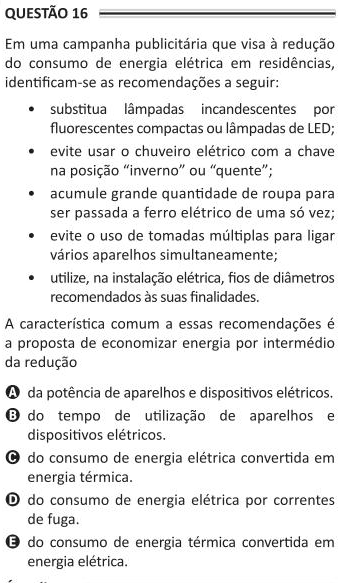 QUESTÃO 16
Em uma campanha publicitária que visa à redução
do consumo de energia elétrica em residências,
identificam-se as recomendações a seguir:
• substitua lâmpadas incandescentes por
fluorescentes compactas ou lâmpadas de LED;
• evite usar o chuveiro elétrico com a chave
na posição “inverno” ou “quente”;
• acumule grande quantidade de roupa para
ser passada a ferro elétrico de uma só vez;
• evite o uso de tomadas múltiplas para ligar
vários aparelhos simultaneamente;
• utilize, na instalação elétrica, fios de diâmetros
recomendados às suas finalidades.
A característica comum a essas recomendações é
a proposta de economizar energia por intermédio
da redução
A da potência de aparelhos e dispositivos elétricos.
B do tempo de utilização de aparelhos e
dispositivos elétricos.
C do consumo de energia elétrica convertida em
energia térmica.
D do consumo de energia elétrica por correntes
de fuga.
E do consumo de energia térmica convertida em
energia elétrica.